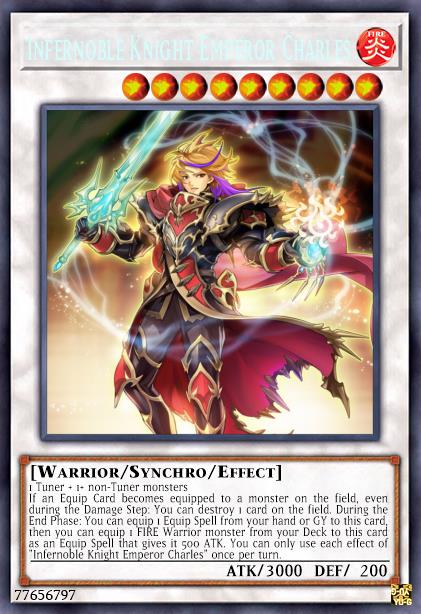 Infernoble Knight Emperor Charles
FIRE
炎
[Warrior/Synchro/Effect]
1 Tuner + 1+ non-Tuner monsters
If an Equip Card becomes equipped to a monster on the field, even
during the Damage Step: You can destroy 1 card on the field. During the
End Phase: You can equip 1 Equip Spell from your hand or GY to this card,
then you can equip 1 FIRE Warrior monster from your Deck to this card
as an Equip Spell that gives it 500 ATK. You can only use each effect of
"Infernoble Knight Emperor Charles" once per turn.
ATK/3000 DEF/ 200
77656797